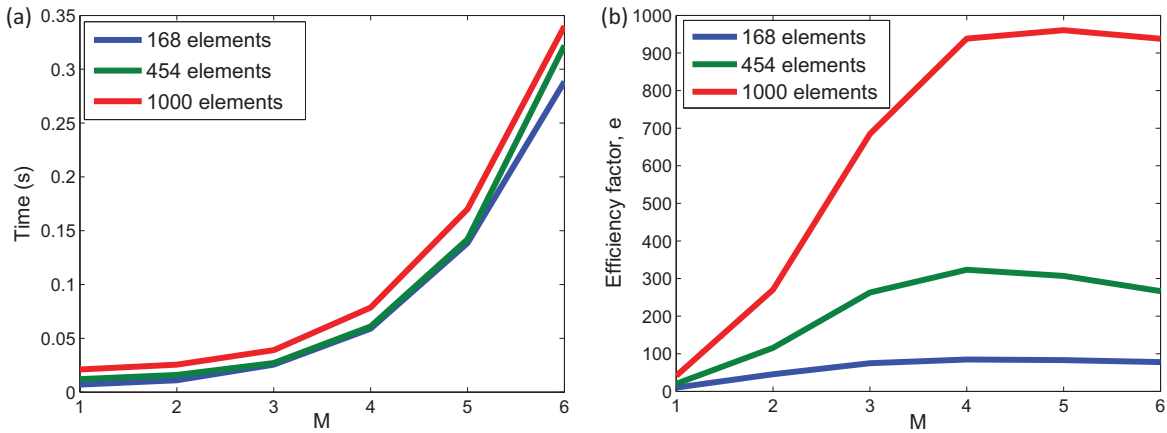 (a)
0.35
0.3
0.25
0.2
0.15
0.1
0.05
0
Time (s)
168 elements
454 elements
1000 elements
1 2 3 4 5 6
M
(b)
1000
900
800
700
600
500
400
300
200
100
0
Efficiency factor, e
168 elements
454 elements
1000 elements
1 2 3 4 5 6
M